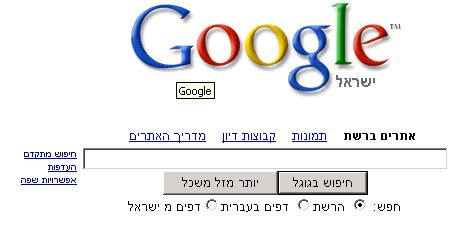 Google™
ישראל
Google
אתרים ברשת תמונות קבוצות דיון מדריך האתרים
חיפוש מתקדם
העדפות
אפשרויות שפה
חיפוש בגוגל יותר מזל משכל
חפש: הרשת דפים בעברית דפים מ ישראל